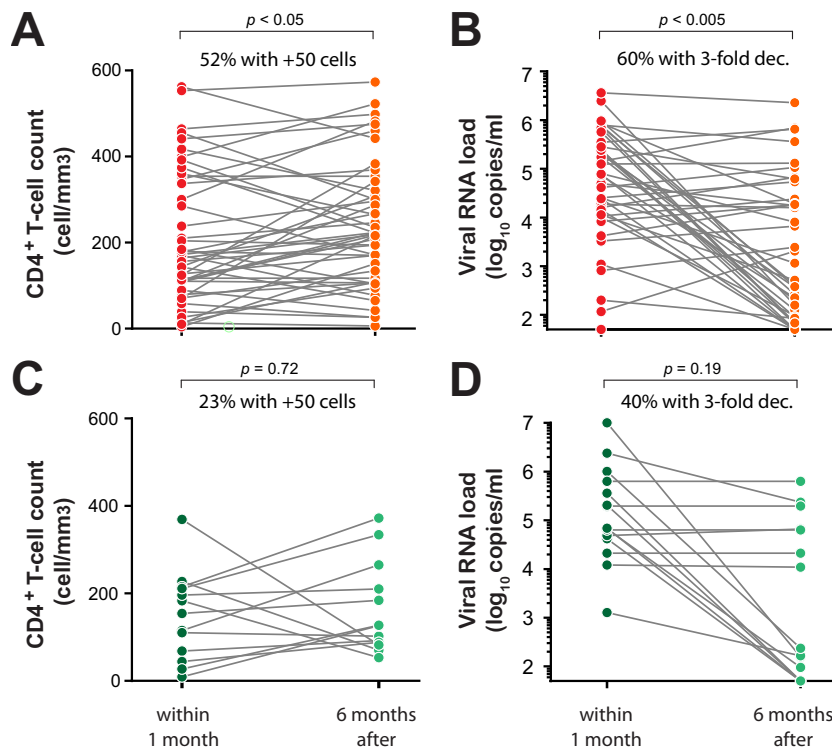 A
p < 0.05
52% with +50 cells
600
400
200
0
CD4⁺ T-cell count
(cell/mm3)
B
p < 0.005
60% with 3-fold dec.
7
6
5
4
3
2
Viral RNA load
(log10 copies/ml
C
p = 0.72
23% with +50 cells
600
400
200
0
CD4⁺ T-cell count
(cell/mm3)
within
1 month
6 months
after
D
p = 0.19
40% with 3-fold dec.
7
6
5
4
3
2
Viral RNA load
(log10 copies/ml
within
1 month
6 months
after